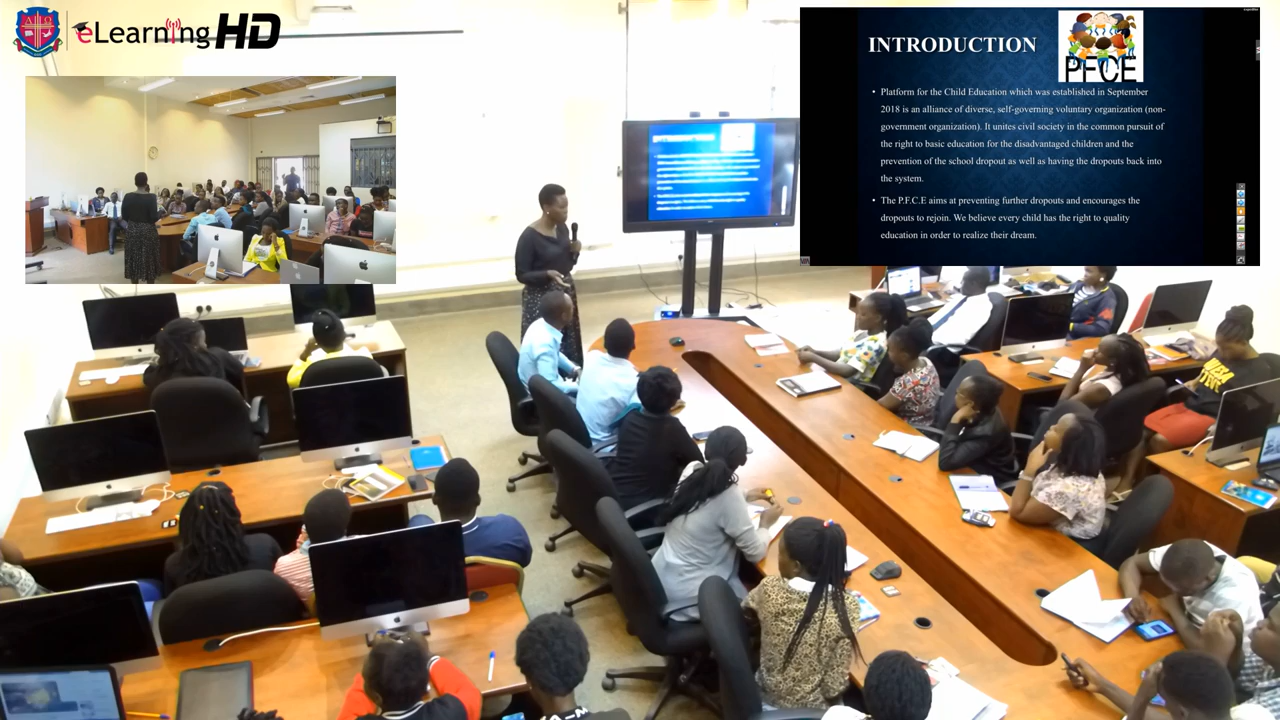 eLearning HD
INTRODUCTION
PFCE
• Platform for the Child Education which was established in September
2018 is an alliance of diverse, self-governing voluntary organization (non-
government organization). It unites civil society in the common pursuit of
the right to basic education for the disadvantaged children and the
prevention of the school dropout as well as having the dropouts back into
the system.
• The P.F.C.E aims at preventing further dropouts and encourages the
dropouts to rejoin. We believe every child has the right to quality
education in order to realize their dream.